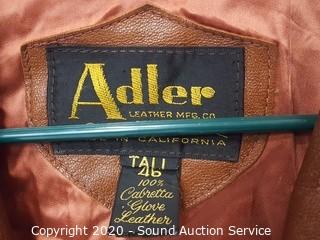 Adler
LEATHER MFG. CO.
IN CALIFORNIA
TALL
46
100%
Cabretta
Glove
Leather
Copyright 2020 - Sound Auction Service